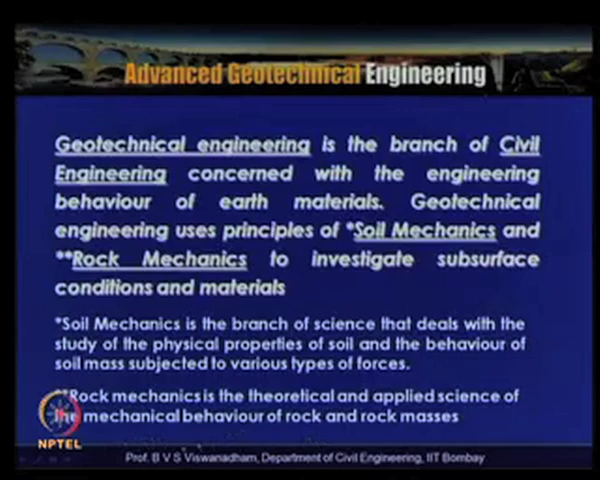 Advanced Geotechnical Engineering
Geotechnical engineering is the branch of Civil
Engineering concerned with the engineering
behaviour of earth materials. Geotechnical
engineering uses principles of *Soil Mechanics and
**Rock Mechanics to investigate subsurface
conditions and materials
*Soil Mechanics is the branch of science that deals with the
study of the physical properties of soil and the behaviour of
soil mass subjected to various types of forces.
**Rock mechanics is the theoretical and applied science of
the mechanical behaviour of rock and rock masses
NPTEL
Prof. B V S Viswanadham, Department of Civil Engineering, IIT Bombay